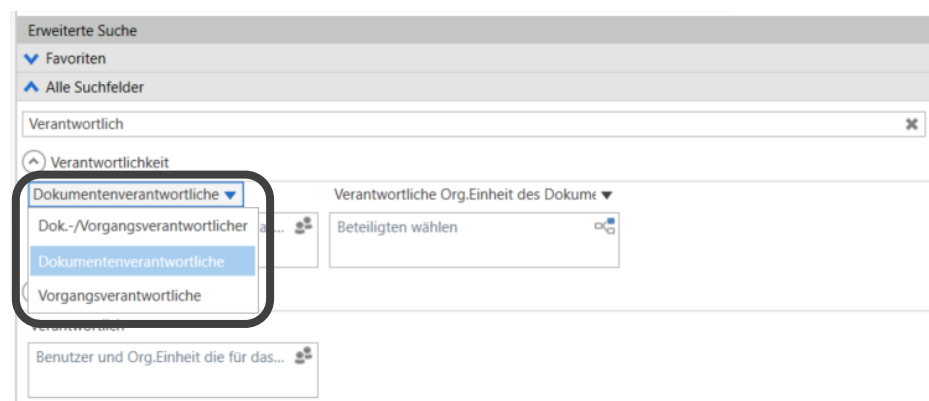 Erweiterte Suche
Favoriten
Alle Suchfelder
Verantwortlich
Verantwortlichkeit
Dokumentenverantwortliche
Verantwortliche Org.Einheit des Dokume
Dok.-/Vorgangsverantwortlicher
Beteiligten wählen
Dokumentenverantwortliche
Vorgangsverantwortliche
Benutzer und Org.Einheit die für das...